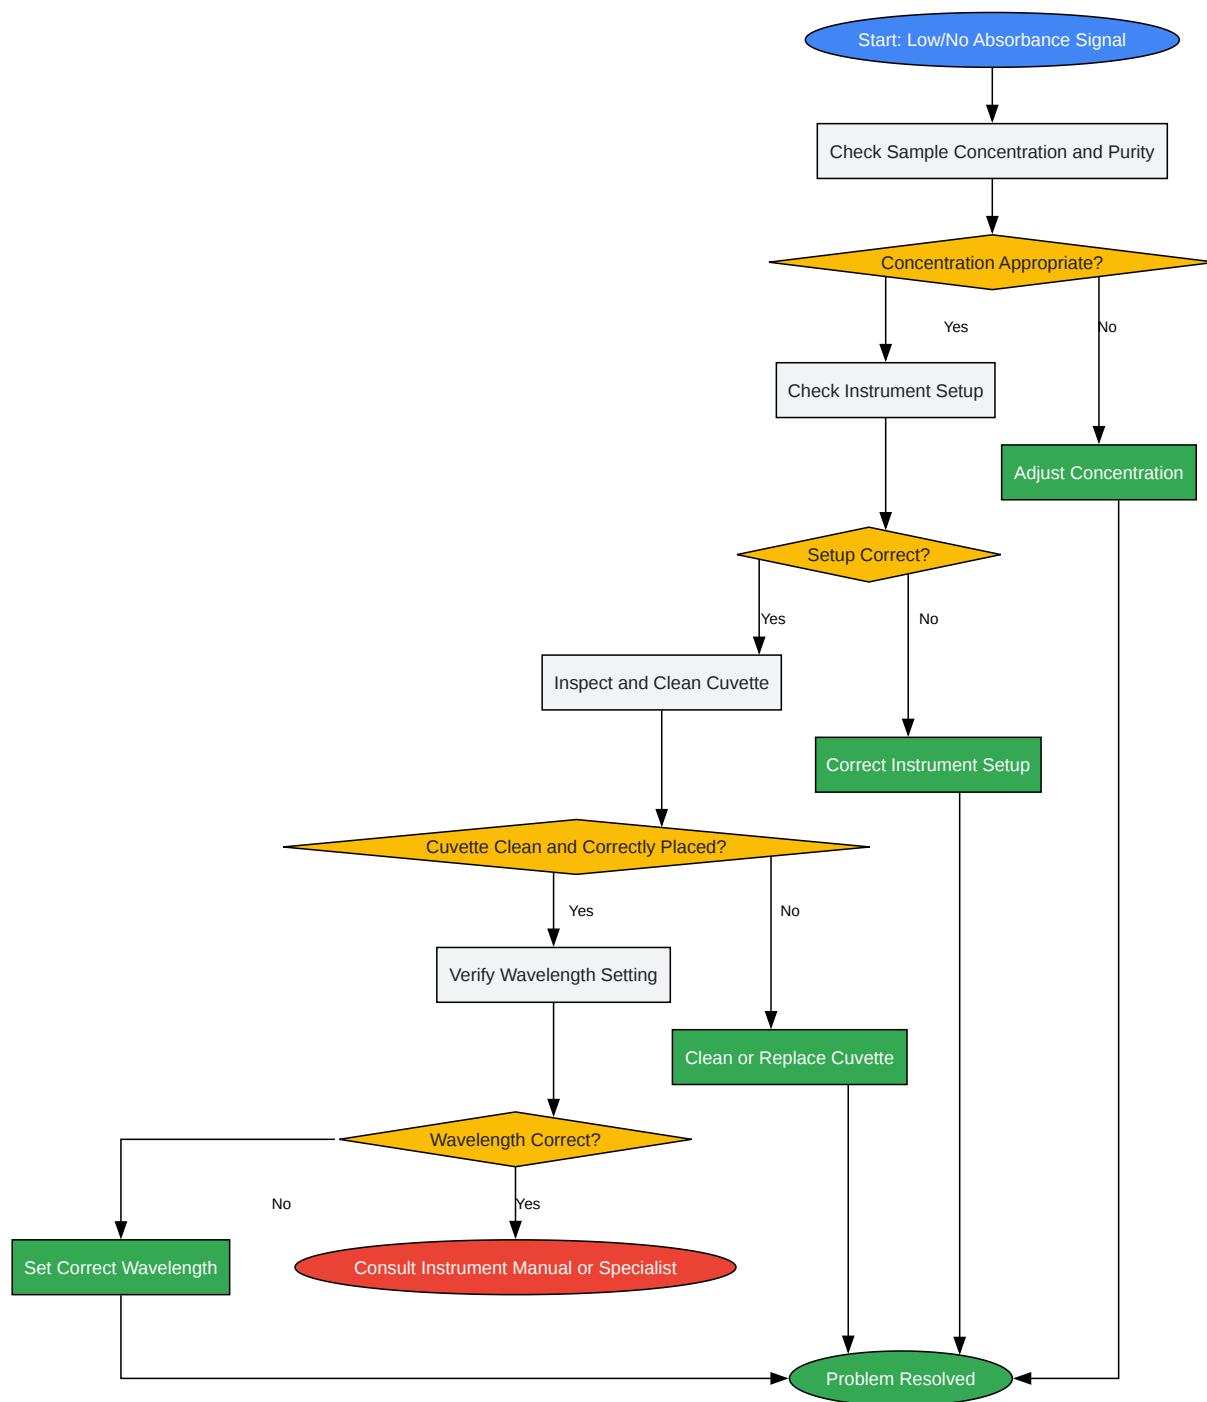 Start: Low/No Absorbance Signal
Check Sample Concentration and Purity
Concentration Appropriate?
Yes
No
Check Instrument Setup
Adjust Concentration
Setup Correct?
Yes
No
Inspect and Clean Cuvette
Correct Instrument Setup
Cuvette Clean and Correctly Placed?
Yes
No
Verify Wavelength Setting
Clean or Replace Cuvette
Wavelength Correct?
No
Yes
Set Correct Wavelength
Consult Instrument Manual or Specialist
Problem Resolved